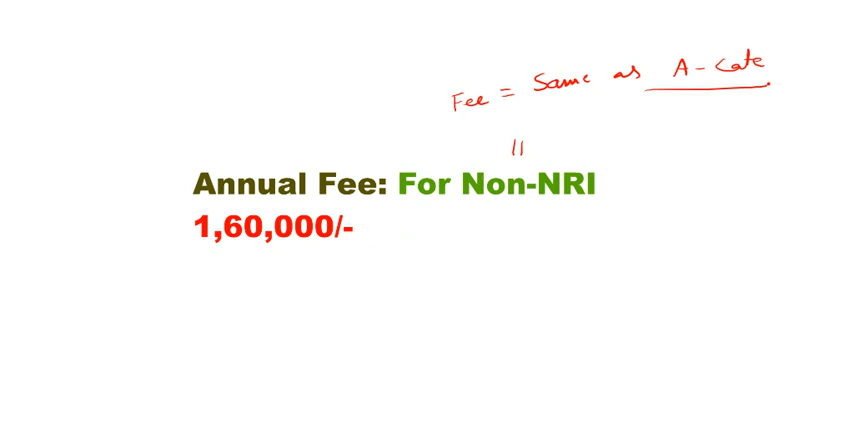 Fee = Same as A-Cate
"
Annual Fee: For Non-NRI
1,60,000/-